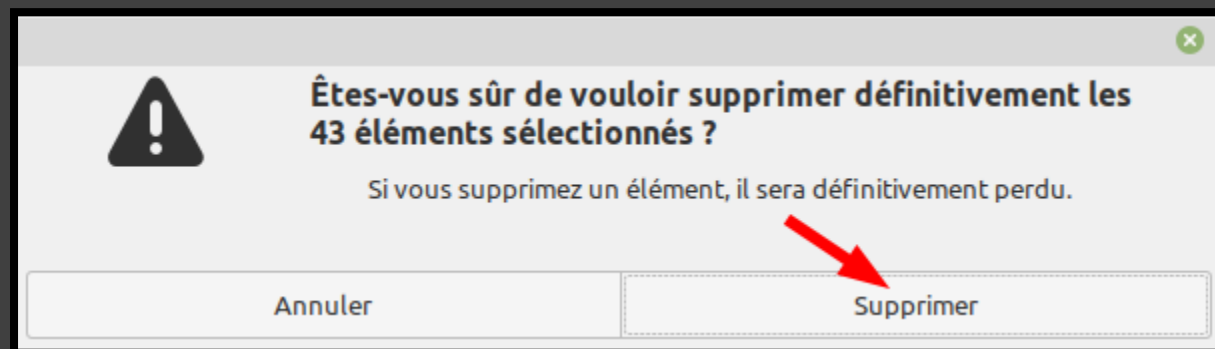 Êtes-vous sûr de vouloir supprimer définitivement les
43 éléments sélectionnés ?
Si vous supprimez un élément, il sera définitivement perdu.
Annuler
Supprimer